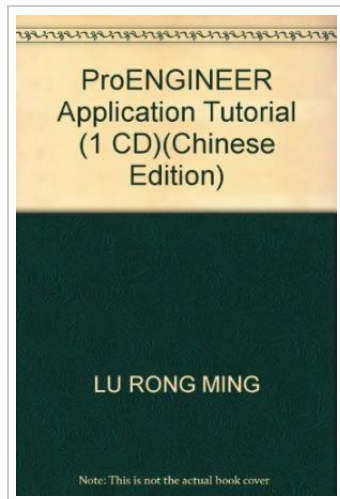 ProENGINEER
Application Tutorial
(1 CD)(Chinese
Edition)
LU RONG MING
Note: This is not the actual book cover